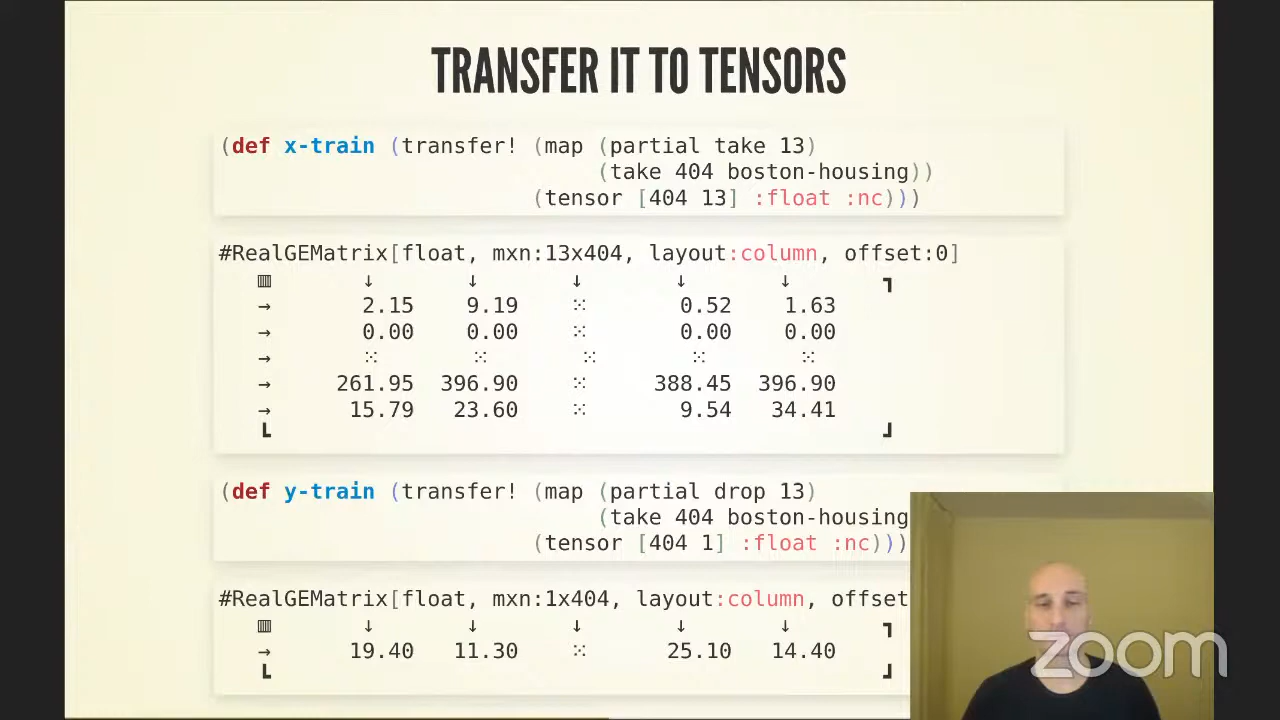 TRANSFER IT TO TENSORS
(def x-train (transfer! (map (partial take 13)
(take 404 boston-housing))
(tensor [404 13] :float :nc)))
#RealGEMatrix[float, mxn:13x404, layout:column, offset:0]
▥ ↓ ↓ ↓ ↓ ↓ ┓
→ 2.15 9.19 ⁙ 0.52 1.63
→ 0.00 0.00 ⁙ 0.00 0.00
→ ⁙ ⁙ ⁙ ⁙ ⁙
→ 261.95 396.90 ⁙ 388.45 396.90
→ 15.79 23.60 ⁙ 9.54 34.41
┗ ┛
(def y-train (transfer! (map (partial drop 13)
(take 404 boston-housing
(tensor [404 1] :float :nc)))
#RealGEMatrix[float, mxn:1x404, layout:column, offset
▥ ↓ ↓ ↓ ↓ ↓ ┓
→ 19.40 11.30 ⁙ 25.10 14.40
┗ ┛
zoom